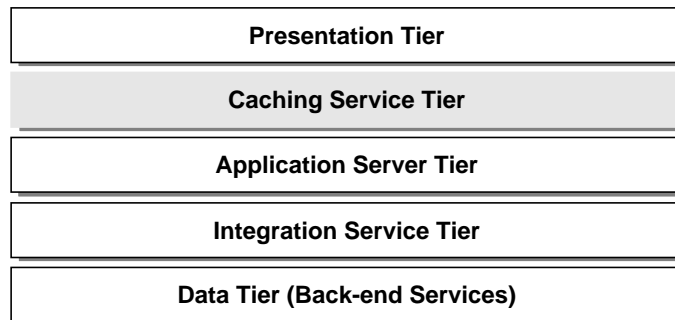 Presentation Tier
Caching Service Tier
Application Server Tier
Integration Service Tier
Data Tier (Back-end Services)